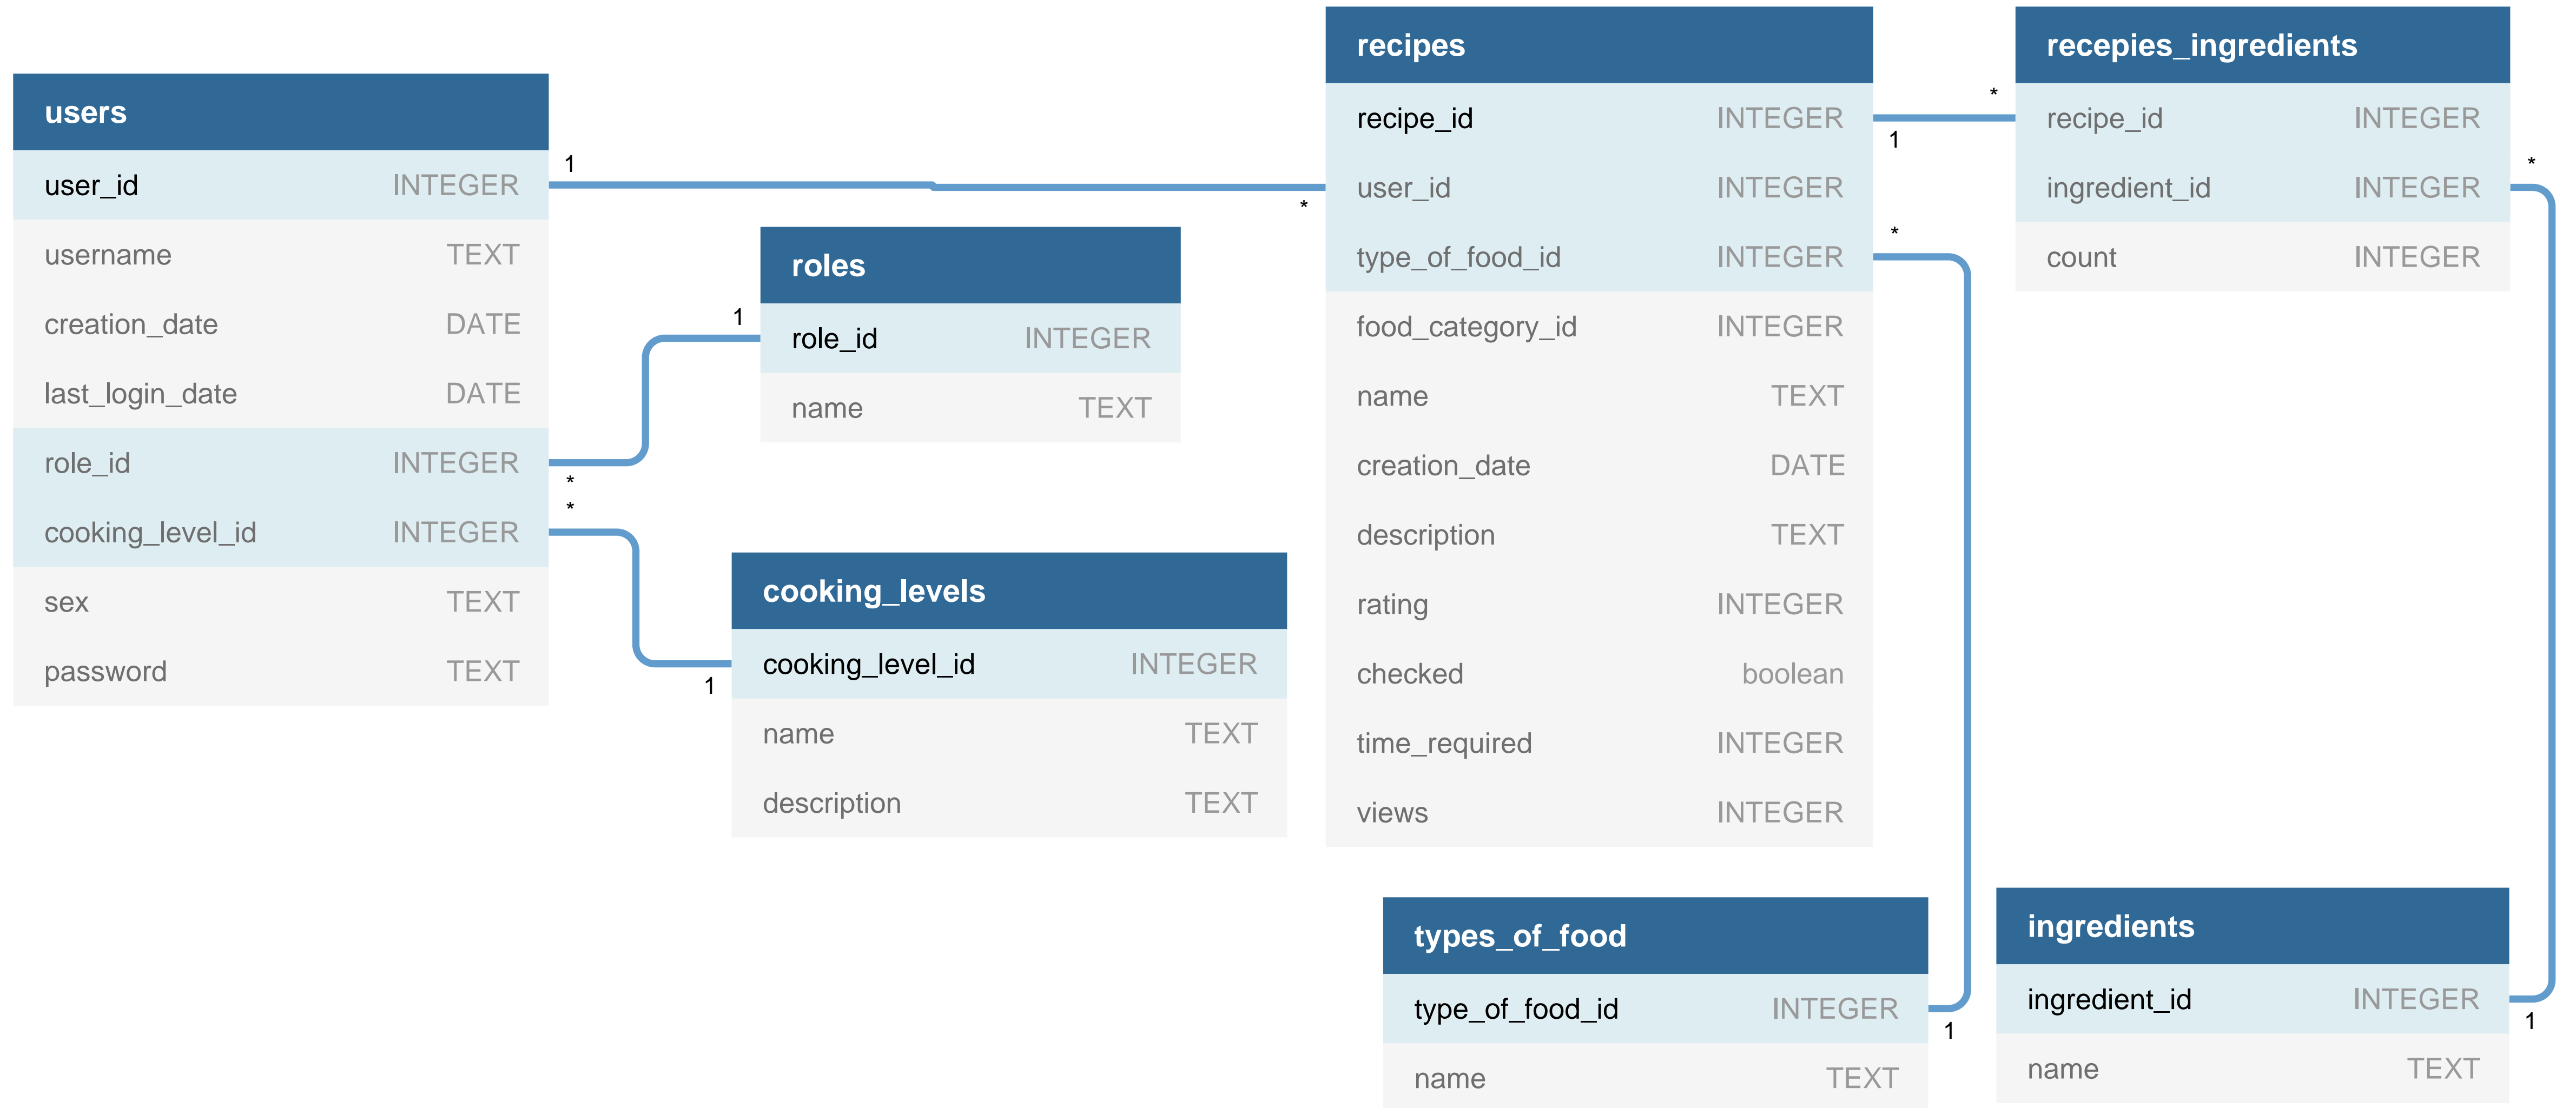 users
user_id INTEGER
username TEXT
creation_date DATE
last_login_date DATE
role_id INTEGER
cooking_level_id INTEGER
sex TEXT
password TEXT
1
*
*
*
roles
role_id INTEGER
name TEXT
1
cooking_levels
cooking_level_id INTEGER
name TEXT
description TEXT
1
recipes
recipe_id INTEGER
user_id INTEGER
type_of_food_id INTEGER
food_category_id INTEGER
name TEXT
creation_date DATE
description TEXT
rating INTEGER
checked boolean
time_required INTEGER
views INTEGER
1
*
recepies_ingredients
recipe_id INTEGER
ingredient_id INTEGER
count INTEGER
*
*
types_of_food
type_of_food_id INTEGER
name TEXT
1
ingredients
ingredient_id INTEGER
name TEXT
1